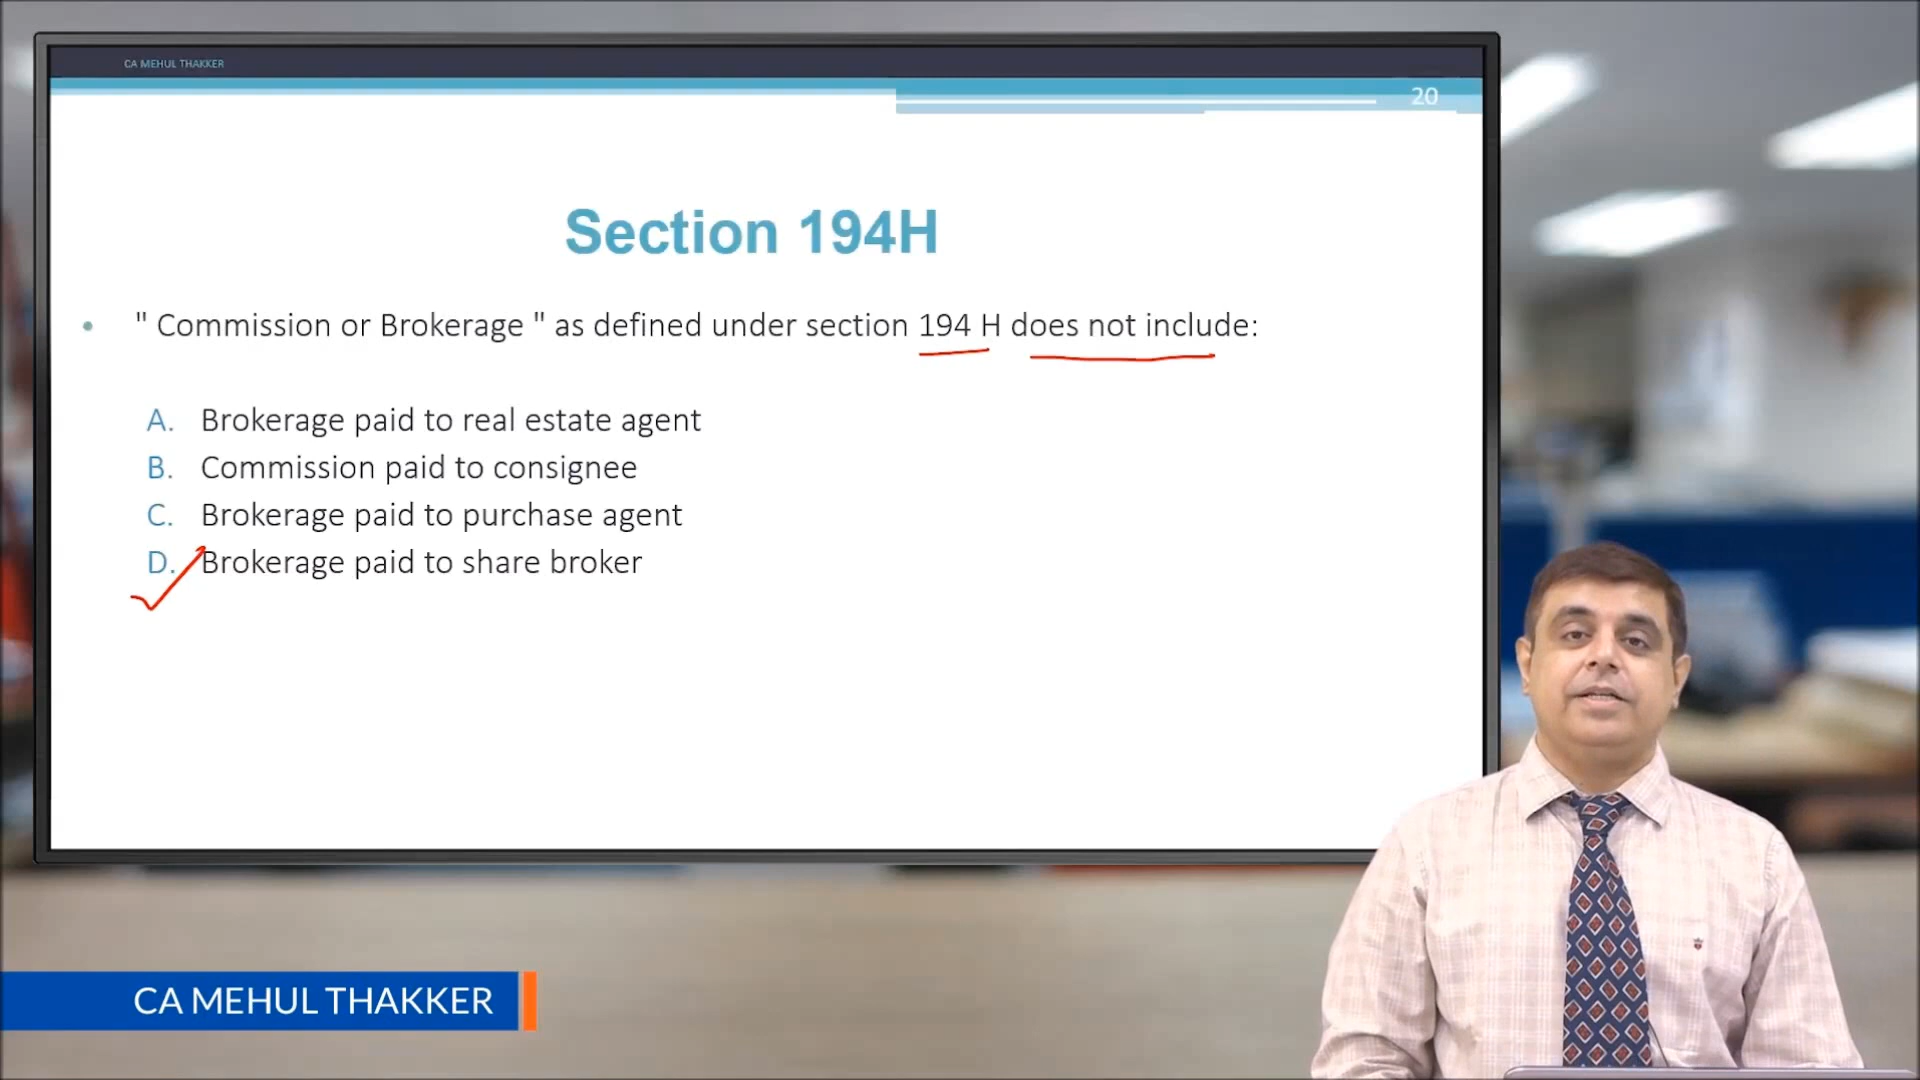 CA MEHUL THAKKER
20
Section 194H
• " Commission or Brokerage " as defined under section 194 H does not include:
A. Brokerage paid to real estate agent
B. Commission paid to consignee
C. Brokerage paid to purchase agent
D. Brokerage paid to share broker
CA MEHUL THAKKER